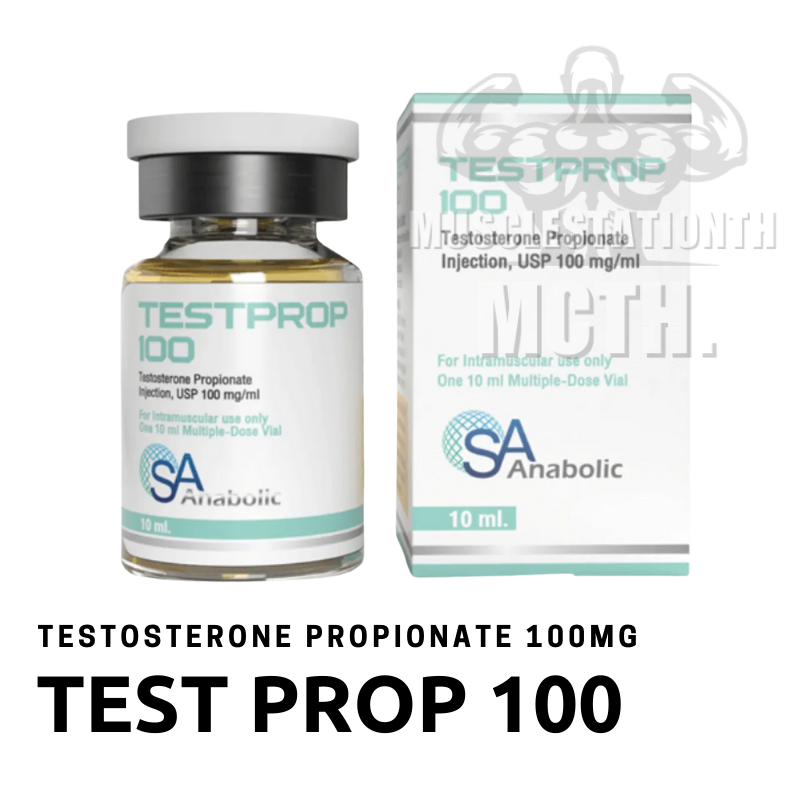 TESTPROP
100
Testosterone Propionate
Injection, USP 100 mg/ml
For Intramuscular use only
One 10 ml Multiple-Dose Vial
SA
Anabolic
10 ml.
TESTPROP
100
Testosterone Propionate
Injection, USP 100 mg/ml
For Intramuscular use only
One 10 ml Multiple-Dose Vial
SA
Anabolic
10 ml.
MUSCLESTATIONTH
MCTH.
TESTOSTERONE PROPIONATE 100MG
TEST PROP 100